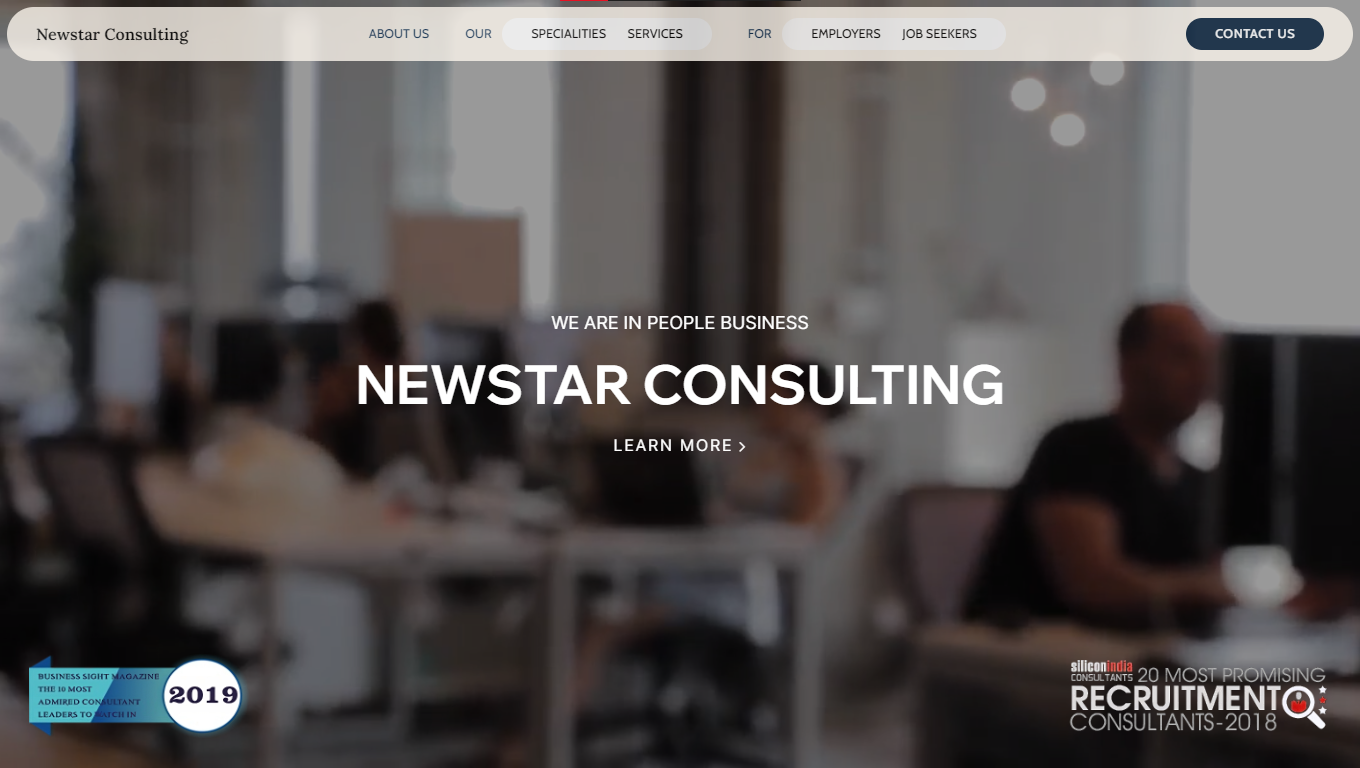 Newstar Consulting
ABOUT US OUR SPECIALITIES SERVICES FOR EMPLOYERS JOB SEEKERS
CONTACT US
WE ARE IN PEOPLE BUSINESS
NEWSTAR CONSULTING
LEARN MORE >
BUSINESS SIGHT MAGAZINE
THE 10 MOST
ADMIRED CONSULTANT
LEADERS TO WATCH IN
2019
siliconindia
CONSULTANTS 20 MOST PROMISING
RECRUITMENT
CONSULTANTS-2018